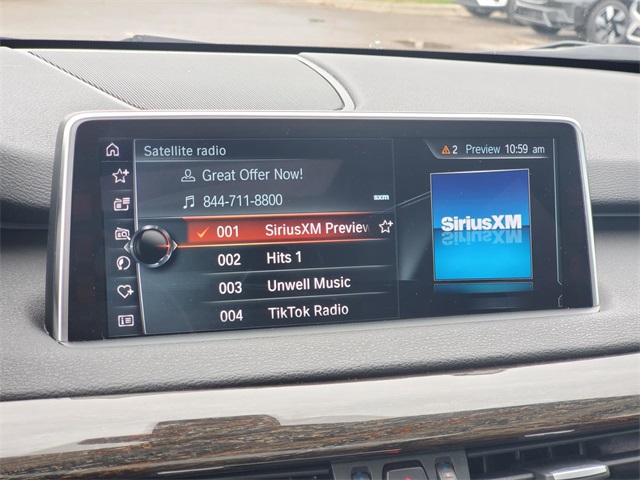 Satellite radio
2 Preview 10:59 am
Great Offer Now!
844-711-8800
sxm
001 SiriusXM Preview
002 Hits 1
003 Unwell Music
004 TikTok Radio
SiriusXM